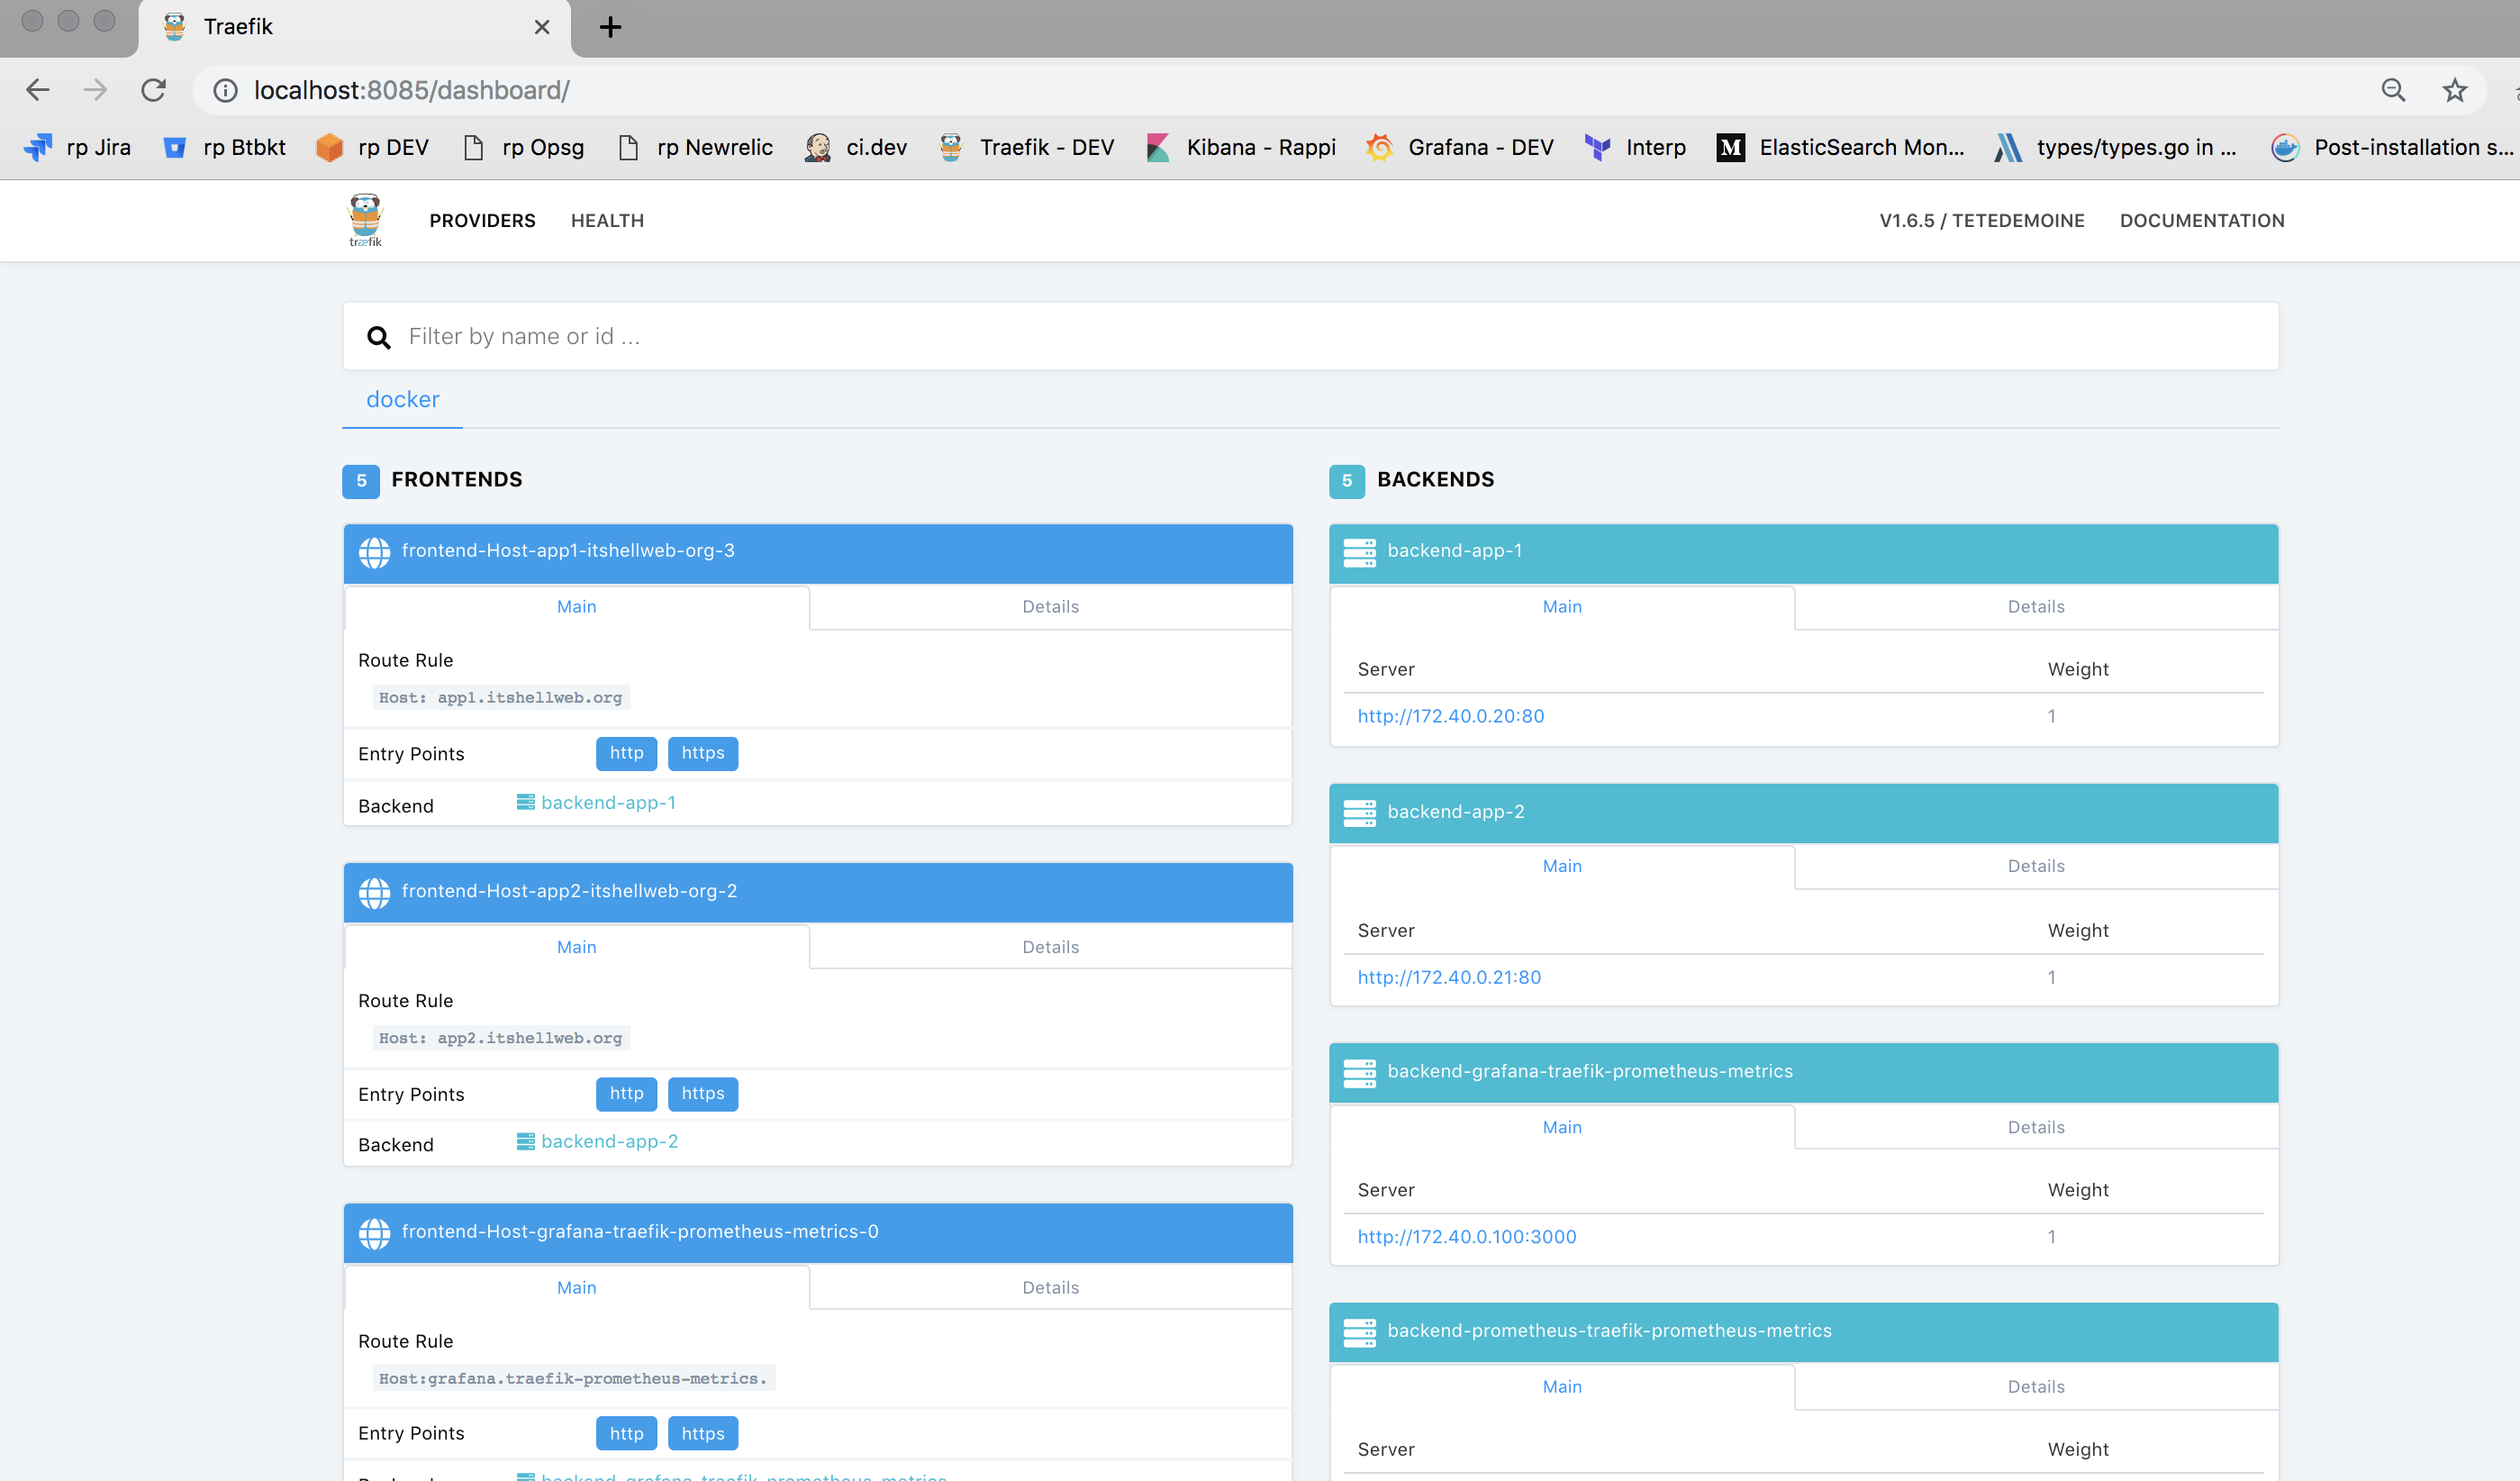 Traefik
localhost:8085/dashboard/
rp Jira
rp Btbkt
rp DEV
rp Opsg
rp Newrelic
ci.dev
Traefik - DEV
Kibana - Rappi
Grafana - DEV
Interp
M
ElasticSearch Mon...
types/types.go in ...
Post-installation s...
træfik
PROVIDERS
HEALTH
V1.6.5 / TETEDEMOINE
DOCUMENTATION
Filter by name or id ...
docker
5 FRONTENDS
frontend-Host-app1-itshellweb-org-3
Main
Details
Route Rule
Host: app1.itshellweb.org
Entry Points http https
Backend backend-app-1
frontend-Host-app2-itshellweb-org-2
Main
Details
Route Rule
Host: app2.itshellweb.org
Entry Points http https
Backend backend-app-2
frontend-Host-grafana-traefik-prometheus-metrics-0
Main
Details
Route Rule
Host:grafana.traefik-prometheus-metrics.
Entry Points http https
backend-grafana-traefik-prometheus-metrics
5 BACKENDS
backend-app-1
Main
Details
Server Weight
http://172.40.0.20:80 1
backend-app-2
Main
Details
Server Weight
http://172.40.0.21:80 1
backend-grafana-traefik-prometheus-metrics
Main
Details
Server Weight
http://172.40.0.100:3000 1
backend-prometheus-traefik-prometheus-metrics
Main
Details
Server Weight